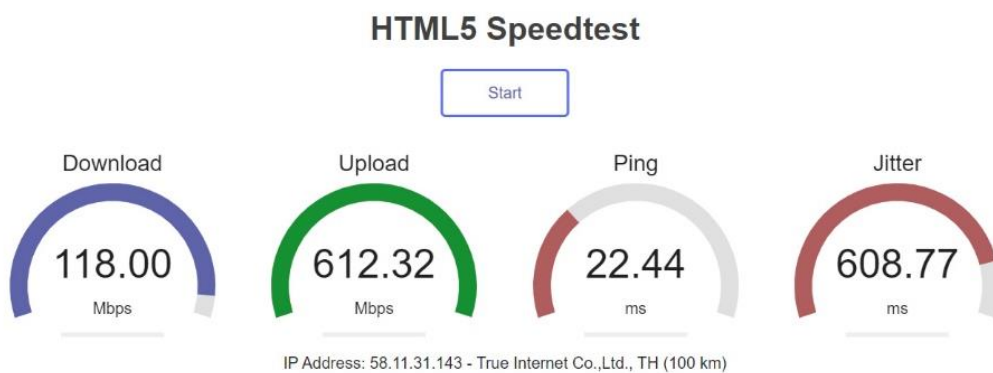 HTML5 Speedtest
Start
Download
Upload
Ping
Jitter
118.00
612.32
22.44
608.77
Mbps
Mbps
ms
ms
IP Address: 58.11.31.143 - True Internet Co.,Ltd., TH (100 km)